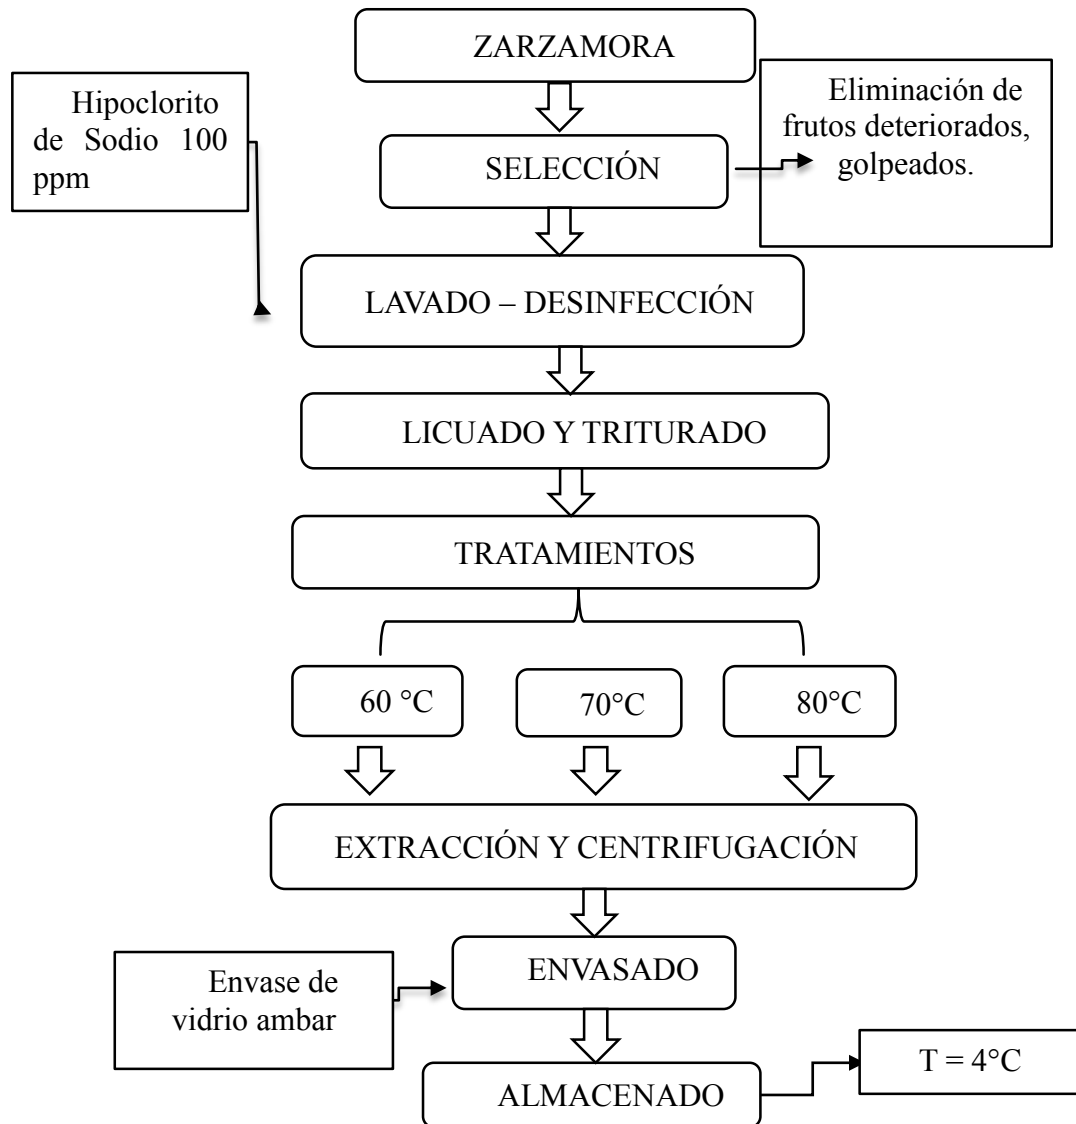 ZARZAMORA
Hipoclorito
de Sodio 100
ppm
Eliminación de
frutos deteriorados,
golpeados.
SELECCIÓN
LAVADO – DESINFECCIÓN
LICUADO Y TRITURADO
TRATAMIENTOS
60 °C
70°C
80°C
EXTRACCIÓN Y CENTRIFUGACIÓN
ENVASADO
Envase de
vidrio ambar
ALMACENADO
T = 4°C